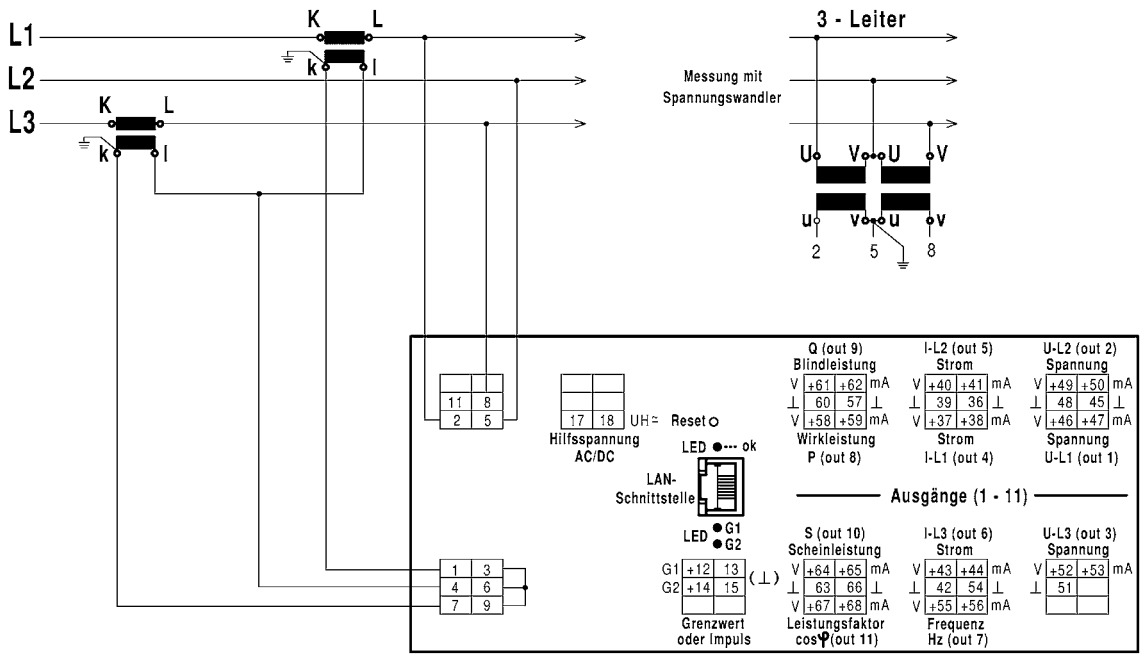 K L
L1
k l
L2
K L
L3
k l
3 - Leiter
Messung mit
Spannungswandler
U V U V
u v u v
2 5 8
11 8
2 5
17 18 UH≂
Hilfsspannung
AC/DC
Reset
LED --- ok
LAN-
Schnittstelle
LED G1
G2
Q (out 9)
Blindleistung
V +61 +62 mA
⊥ 60 57 ⊥
V +58 +59 mA
Wirkleistung
P (out 8)
I-L2 (out 5)
Strom
V +40 +41 mA
⊥ 39 36 ⊥
V +37 +38 mA
Strom
I-L1 (out 4)
U-L2 (out 2)
Spannung
V +49 +50 mA
⊥ 48 45 ⊥
V +46 +47 mA
Spannung
U-L1 (out 1)
Ausgänge (1 - 11)
1 3
4 6
7 9
G1 +12 13
G2 +14 15
(⊥)
Grenzwert
oder Impuls
S (out 10)
Scheinleistung
V +64 +65 mA
⊥ 63 66 ⊥
V +67 +68 mA
Leistungsfaktor
cosφ (out 11)
I-L3 (out 6)
Strom
V +43 +44 mA
⊥ 42 54 ⊥
V +55 +56 mA
Frequenz
Hz (out 7)
U-L3 (out 3)
Spannung
V +52 +53 mA
⊥ 51